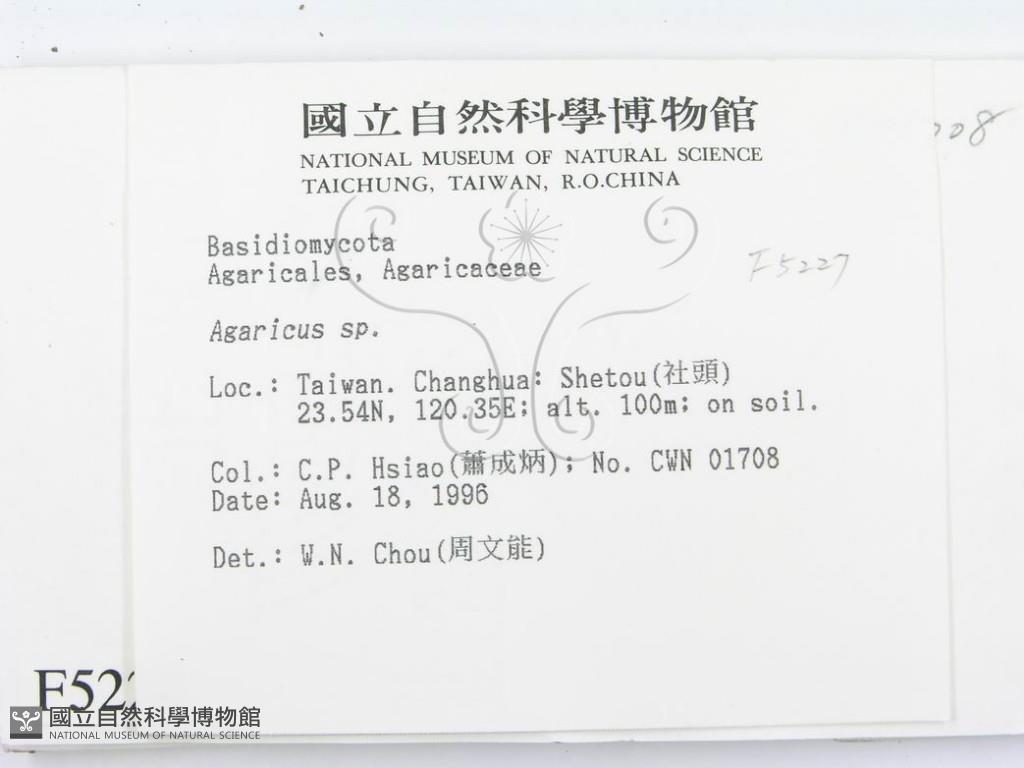 國立自然科學博物館
NATIONAL MUSEUM OF NATURAL SCIENCE
TAICHUNG, TAIWAN, R.O.CHINA
008
Basidiomycota
Agaricales, Agaricaceae
F5227
Agaricus sp.
Loc.: Taiwan. Changhua: Shetou(社頭)
23.54N, 120.35E; alt. 100m; on soil.
Col.: C.P. Hsiao(蕭成炳); No. CWN 01708
Date: Aug. 18, 1996
Det.: W.N. Chou(周文能)
F522
國立自然科學博物館
NATIONAL MUSEUM OF NATURAL SCIENCE